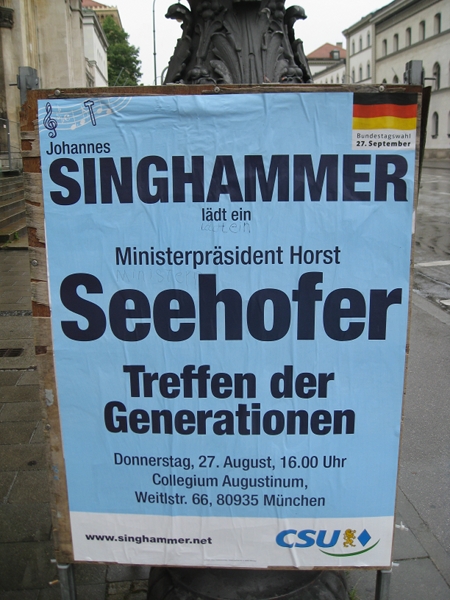 Johannes
SINGHAMMER
Bundestagswahl
27. September
lädt ein
Ministerpräsident Horst
Seehofer
Treffen der
Generationen
Donnerstag, 27. August, 16.00 Uhr
Collegium Augustinum,
Weitlstr. 66, 80935 München
www.singhammer.net
CSU